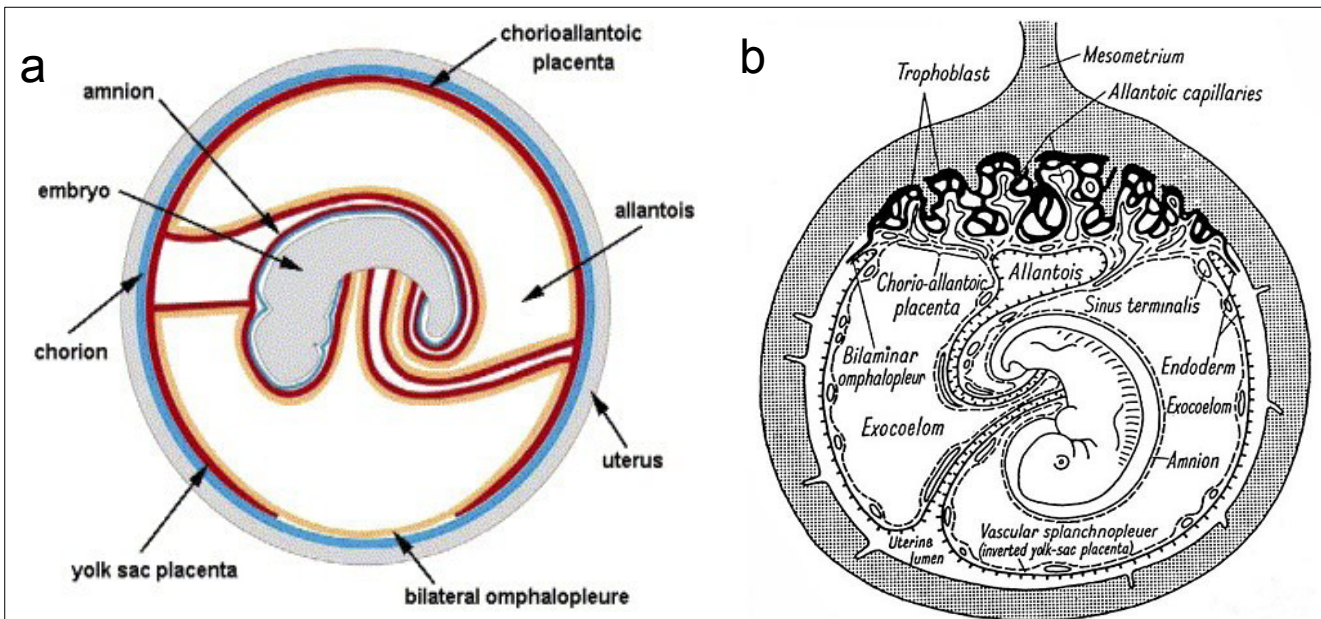 a
chorioallantoic
placenta
amnion
embryo
allantois
chorion
uterus
yolk sac placenta
bilateral omphalopleure
b
Mesometrium
Trophoblast
Allantoic capillaries
Allantois
Chorio-allantoic
placenta
Sinus terminalis
Bilaminar
omphalopleur
Endoderm
Exocoelom
Exocoelom
Amnion
Vascular splanchnopleuer
(inverted yolk-sac placenta)
Uterine
lumen